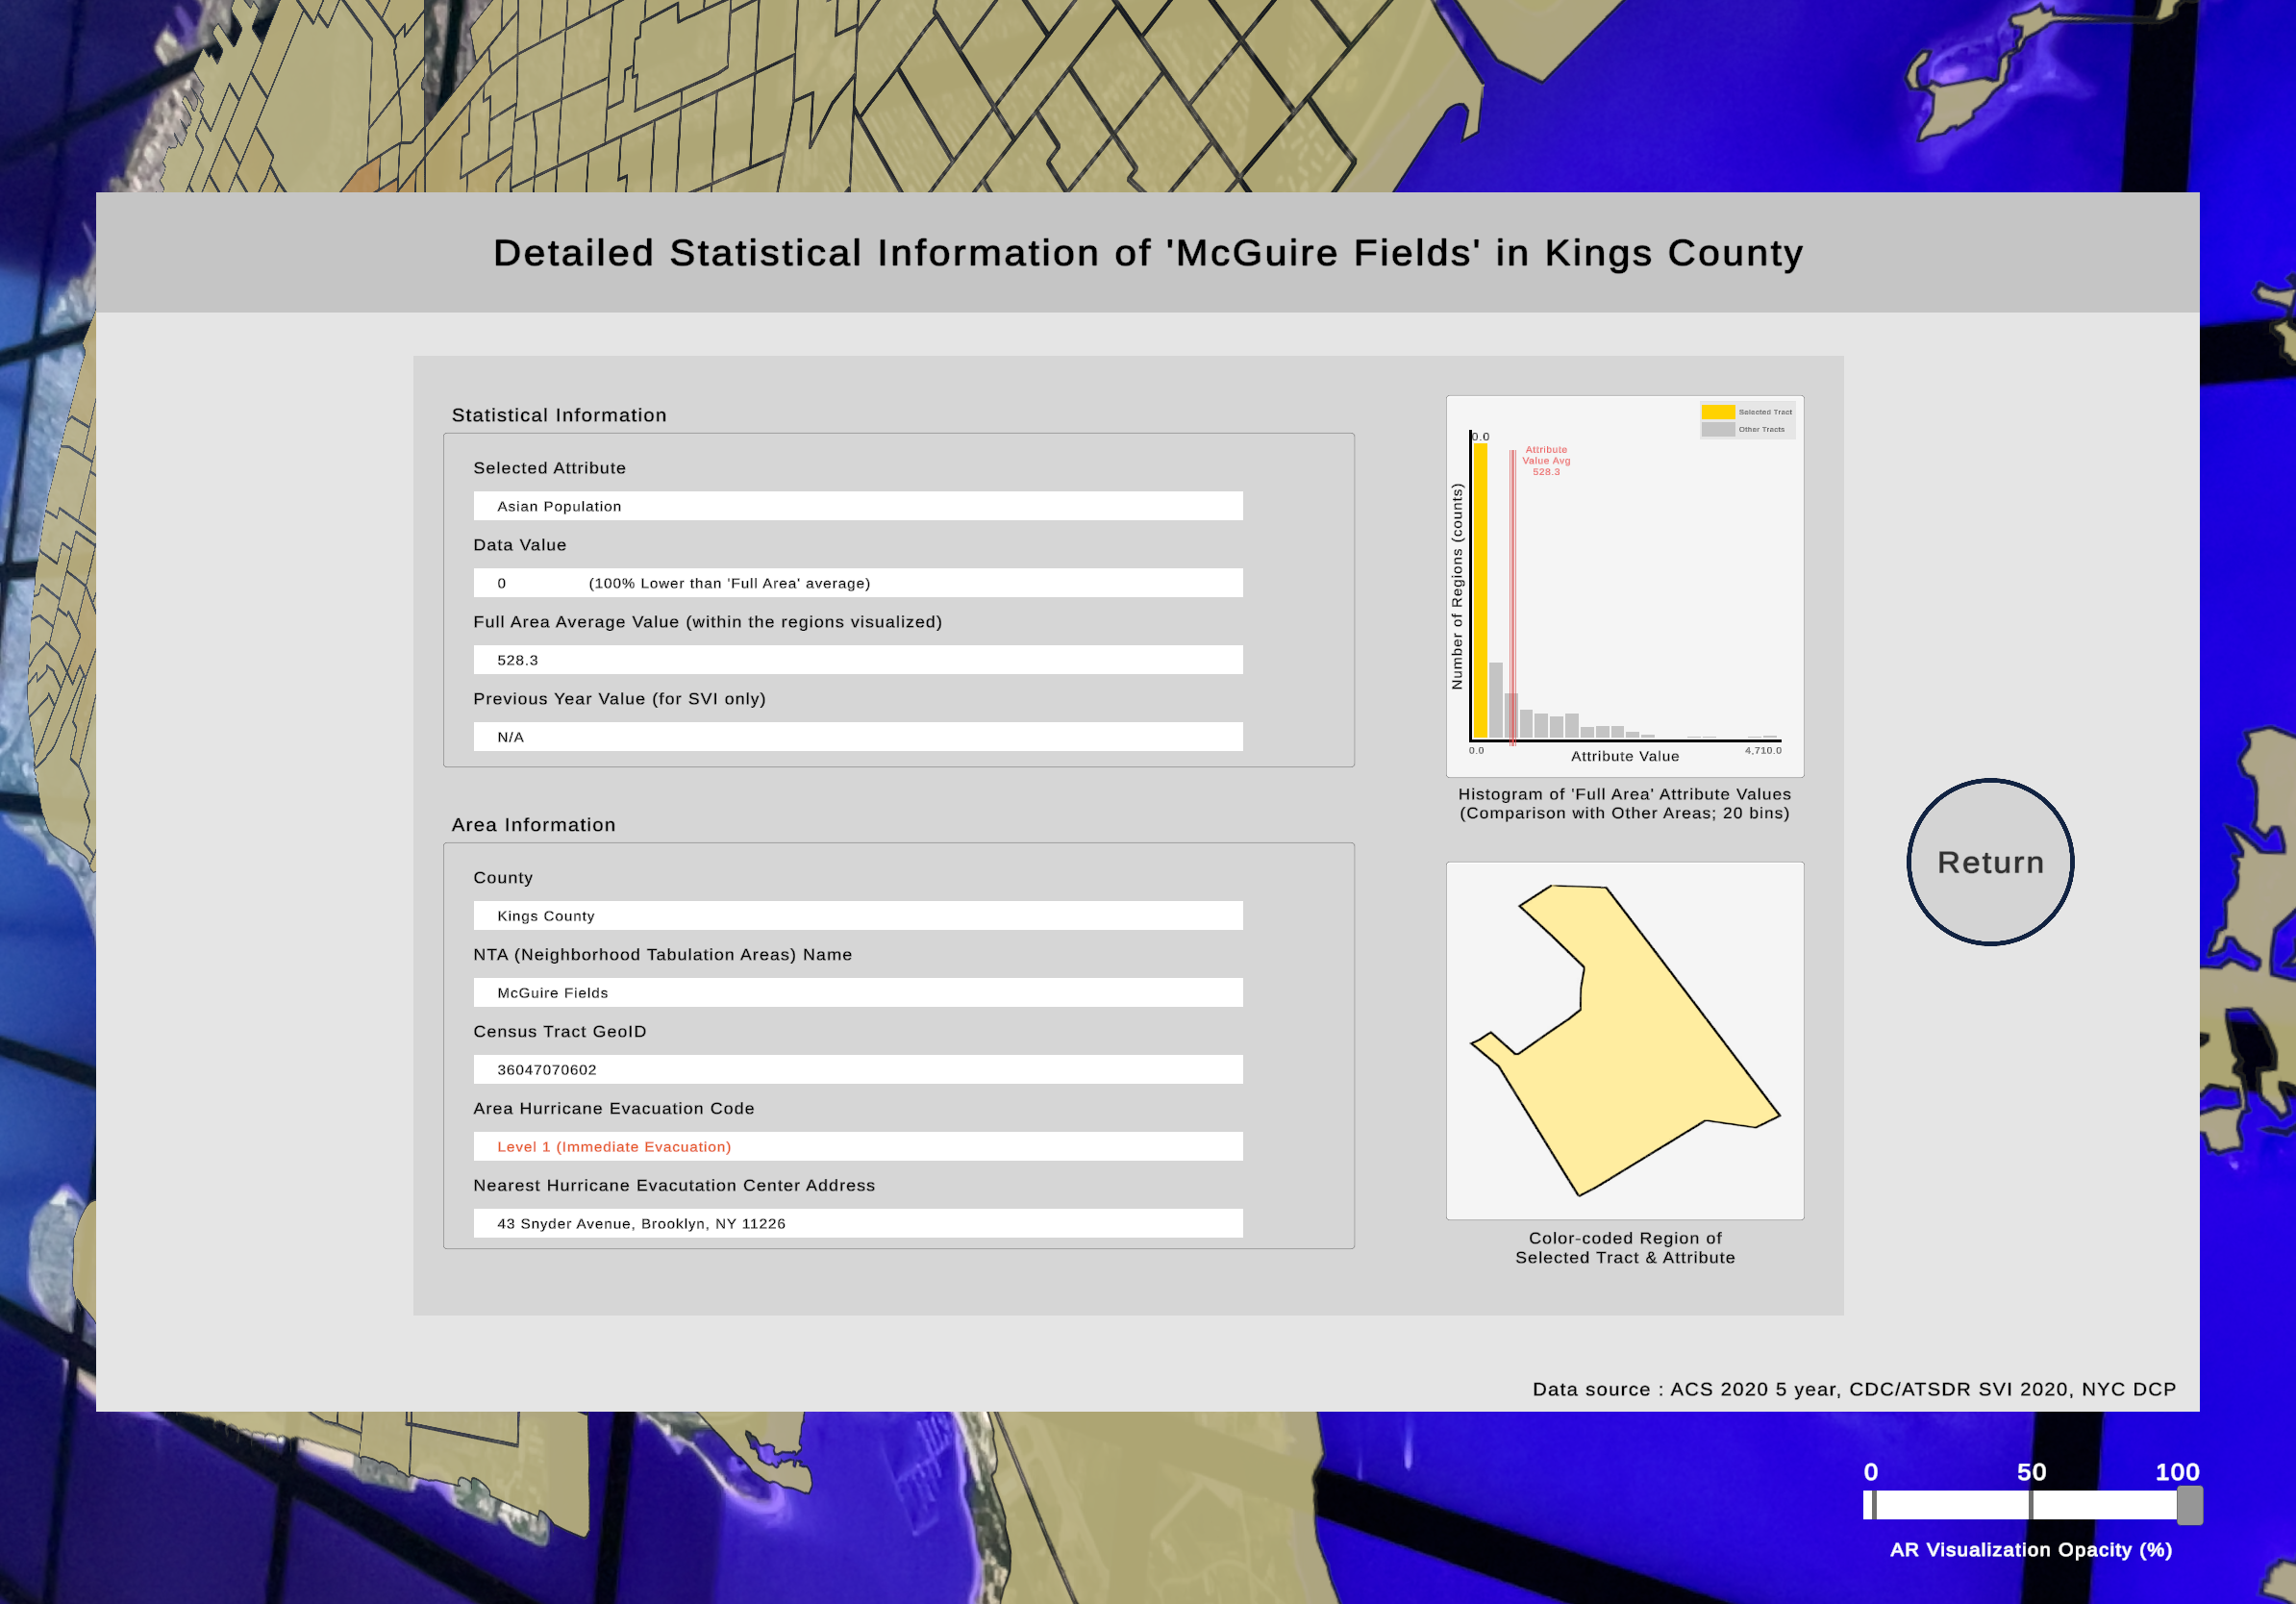 Detailed Statistical Information of 'McGuire Fields' in Kings County
Statistical Information
Selected Attribute
Asian Population
Data Value
0 (100% Lower than 'Full Area' average)
Full Area Average Value (within the regions visualized)
528.3
Previous Year Value (for SVI only)
N/A
Area Information
County
Kings County
NTA (Neighborhood Tabulation Areas) Name
McGuire Fields
Census Tract GeoID
36047070602
Area Hurricane Evacuation Code
Level 1 (Immediate Evacuation)
Nearest Hurricane Evacutation Center Address
43 Snyder Avenue, Brooklyn, NY 11226
Selected Tract
Other Tracts
0.0
Attribute
Value Avg
528.3
Number of Regions (counts)
0.0
4,710.0
Attribute Value
Histogram of 'Full Area' Attribute Values
(Comparison with Other Areas; 20 bins)
Color-coded Region of
Selected Tract & Attribute
Return
Data source : ACS 2020 5 year, CDC/ATSDR SVI 2020, NYC DCP
0 50 100
AR Visualization Opacity (%)